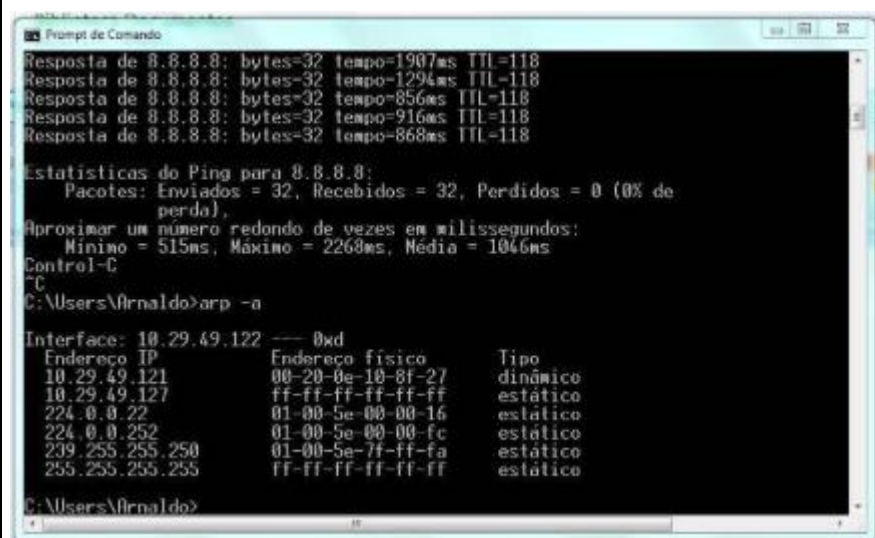 Prompt de Comando
Resposta de 8.8.8.8: bytes=32 tempo=1907ms TTL=118
Resposta de 8.8.8.8: bytes=32 tempo=1294ms TTL=118
Resposta de 8.8.8.8: bytes=32 tempo=856ms TTL=118
Resposta de 8.8.8.8: bytes=32 tempo=916ms TTL=118
Resposta de 8.8.8.8: bytes=32 tempo=868ms TTL=118
Estatísticas do Ping para 8.8.8.8:
Pacotes: Enviados = 32, Recebidos = 32, Perdidos = 0 (0% de
perda),
Aproximar um número redondo de vezes em milissegundos:
Mínimo = 515ms, Máximo = 2268ms, Média = 1046ms
Control-C
^C
C:\Users\Arnaldo>arp -a
Interface: 10.29.49.122 --- 0xd
Endereço IP Endereço físico Tipo
10.29.49.121 00-20-0e-10-8f-27 dinâmico
10.29.49.127 ff-ff-ff-ff-ff-ff estático
224.0.0.22 01-00-5e-00-00-16 estático
224.0.0.252 01-00-5e-00-00-fc estático
239.255.255.250 01-00-5e-7f-ff-fa estático
255.255.255.255 ff-ff-ff-ff-ff-ff estático
C:\Users\Arnaldo>